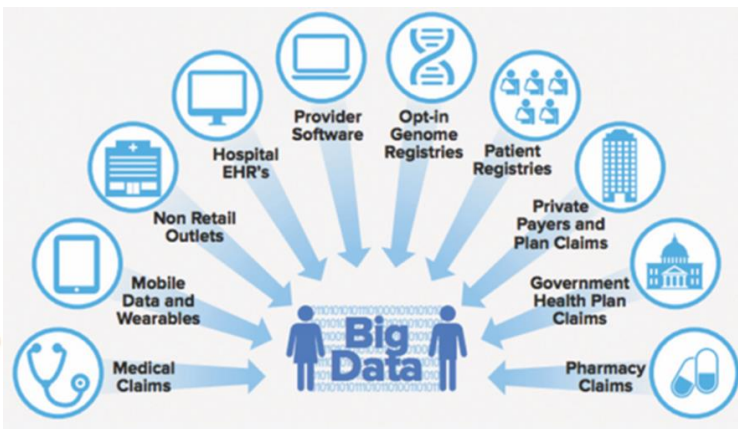 Provider
Software
Opt-in
Genome
Registries
Hospital
EHR's
Patient
Registries
Non Retail
Outlets
Private
Payers and
Plan Claims
Mobile
Data and
Wearables
Government
Health Plan
Claims
Big
Data
Medical
Claims
Pharmacy
Claims